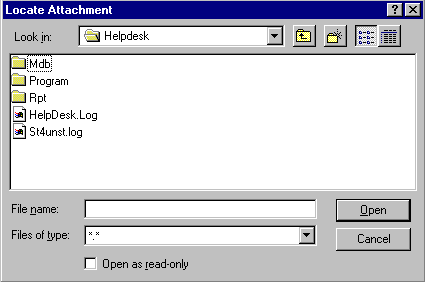 Locate Attachment
Look in: Helpdesk
Mdb
Program
Rpt
HelpDesk.Log
St4unst.log
File name: Open
Files of type: *.* Cancel
Open as read-only